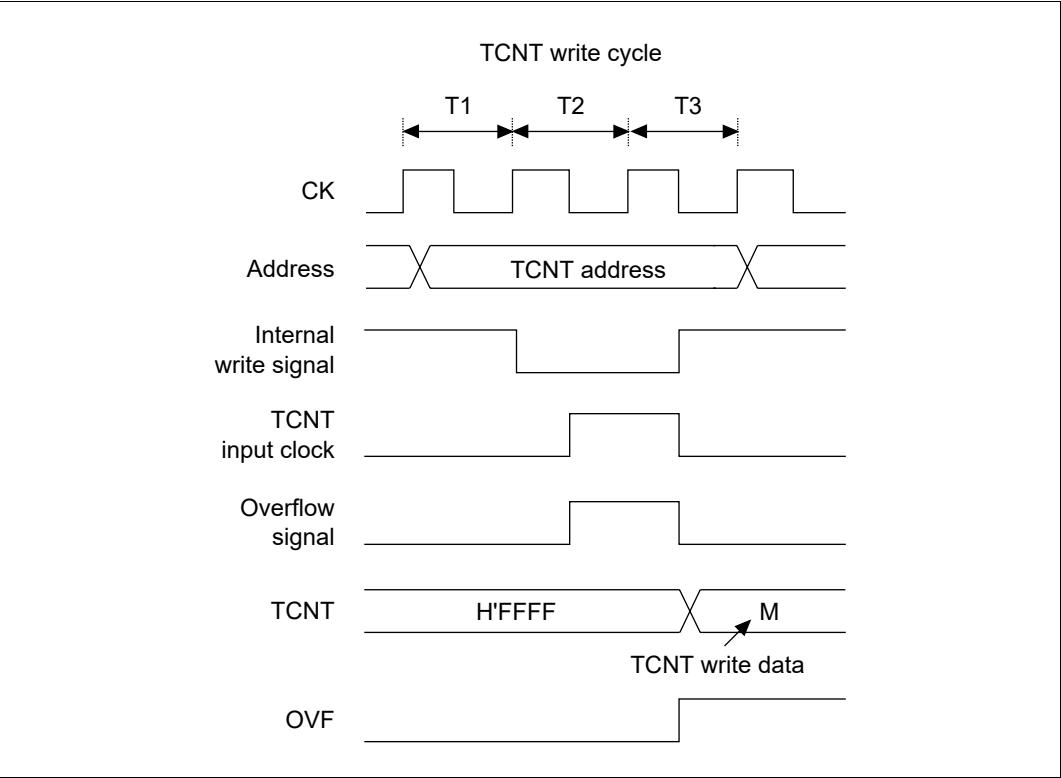 TCNT write cycle
T1 T2 T3
CK
Address TCNT address
Internal
write signal
TCNT
input clock
Overflow
signal
TCNT H'FFFF M
TCNT write data
OVF